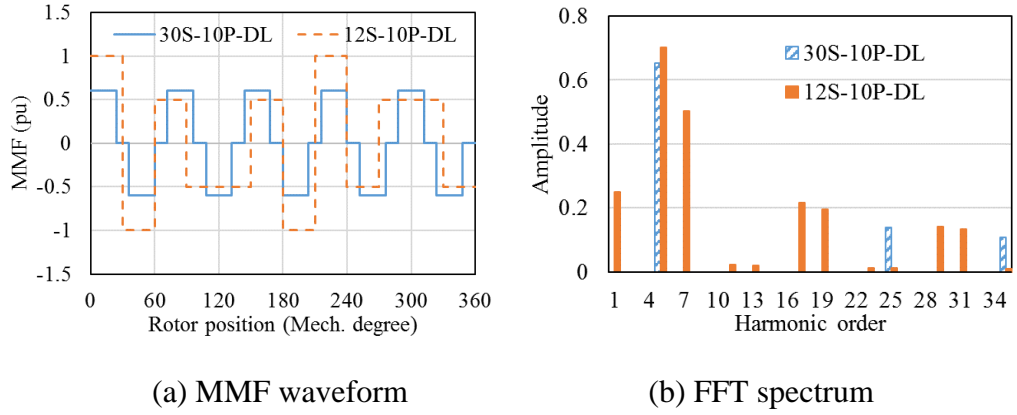 1.5
1
0.5
0
-0.5
-1
-1.5
MMF (pu)
30S-10P-DL
12S-10P-DL
0 60 120 180 240 300 360
Rotor position (Mech. degree)
(a) MMF waveform
0.8
0.6
0.4
0.2
0
Amplitude
30S-10P-DL
12S-10P-DL
1 4 7 10 13 16 19 22 25 28 31 34
Harmonic order
(b) FFT spectrum